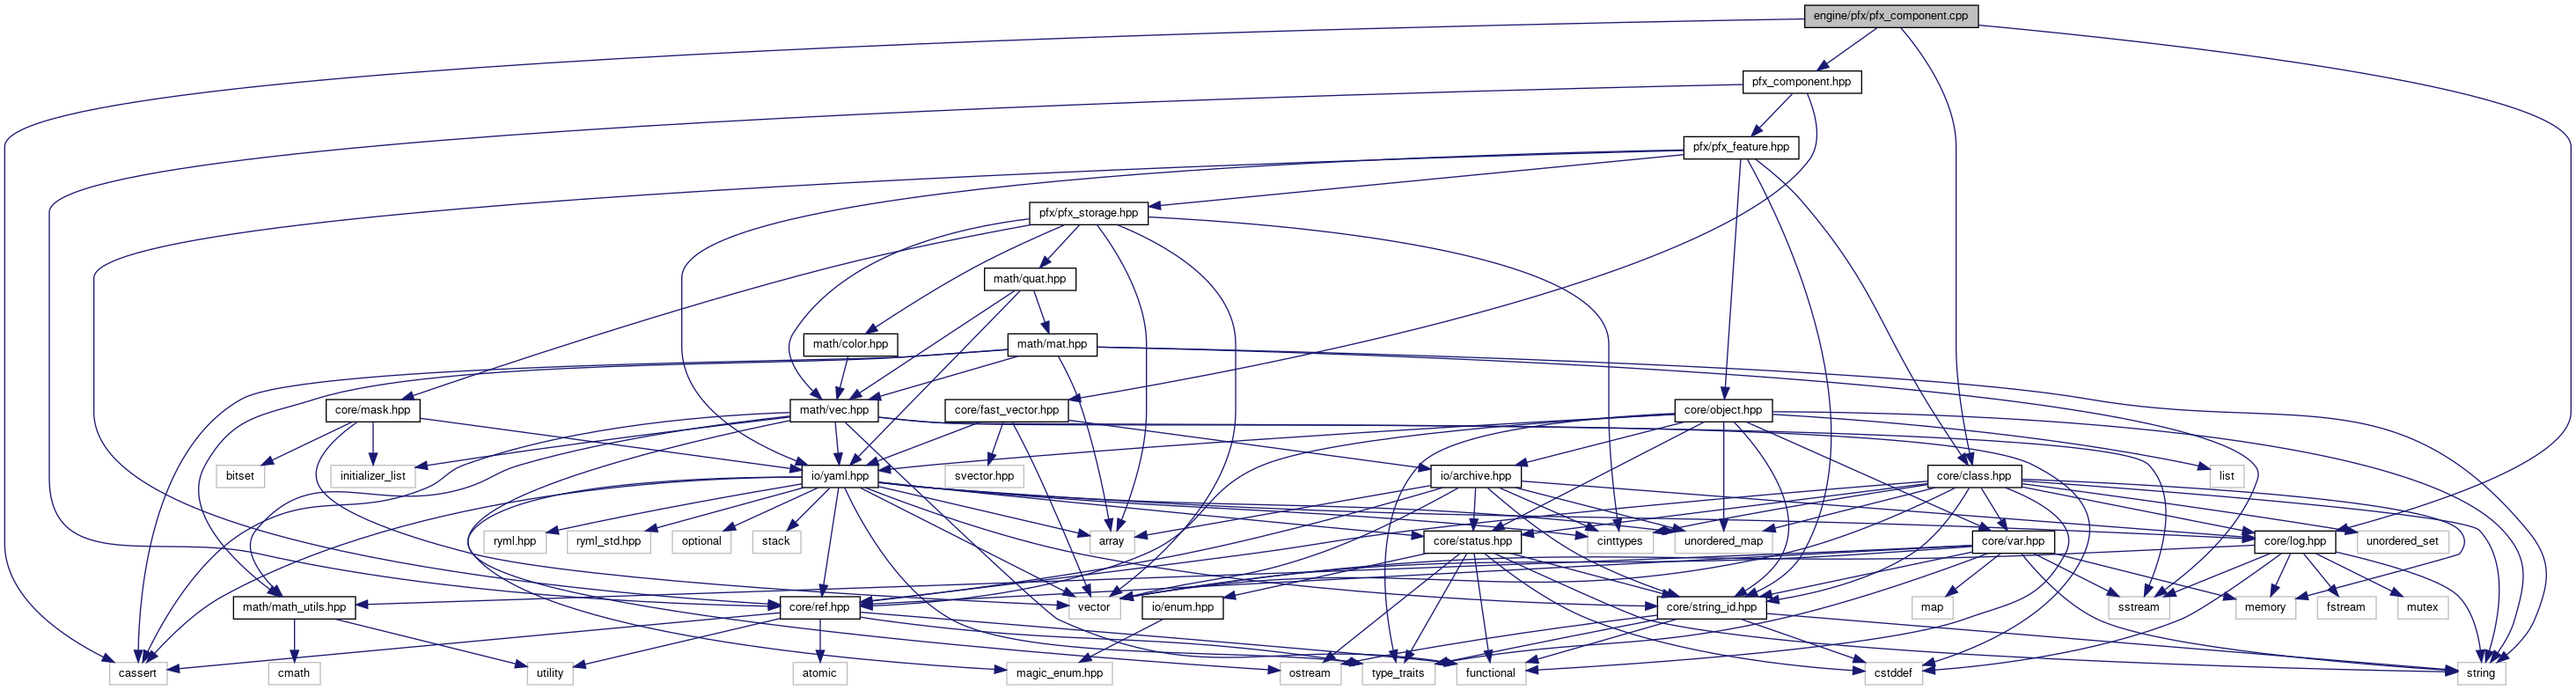 engine/pfx/pfx_component.cpp
pfx_component.hpp
pfx/pfx_feature.hpp
pfx/pfx_storage.hpp
math/quat.hpp
math/color.hpp
math/mat.hpp
core/mask.hpp
math/vec.hpp
core/fast_vector.hpp
core/object.hpp
bitset
initializer_list
io/yaml.hpp
svector.hpp
io/archive.hpp
core/class.hpp
list
ryml.hpp
ryml_std.hpp
optional
stack
array
core/status.hpp
cinttypes
unordered_map
core/var.hpp
core/log.hpp
unordered_set
math/math_utils.hpp
core/ref.hpp
vector
io/enum.hpp
core/string_id.hpp
map
sstream
memory
fstream
mutex
cassert
cmath
utility
atomic
magic_enum.hpp
ostream
type_traits
functional
cstddef
string